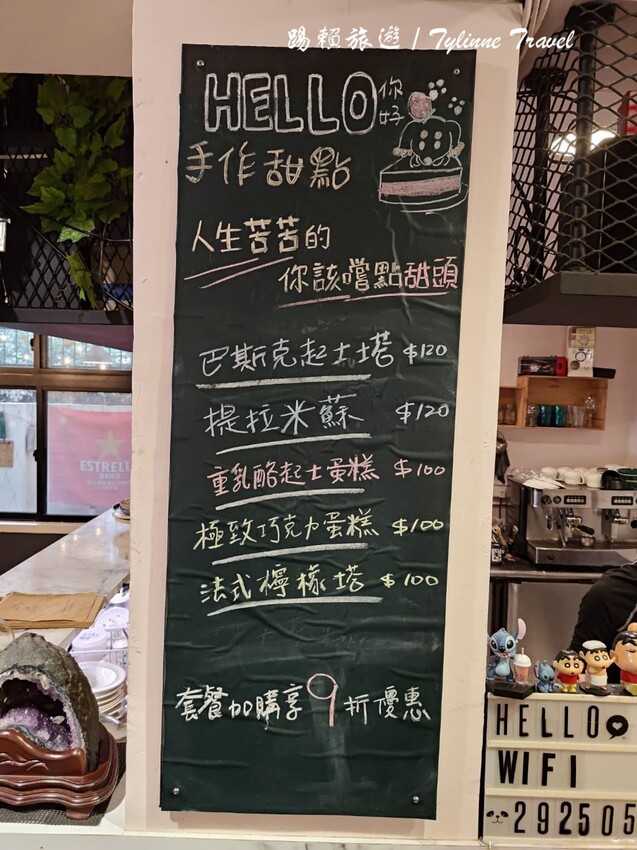 踢賴旅遊 / Tylinne Travel
HELLO 你好
手作甜點
人生苦苦的
你該嚐點甜頭
巴斯克起士塔 $120
提拉米蘇 $120
重乳酪起士蛋糕 $100
極致巧克力蛋糕 $100
法式檸檬塔 $100
套餐加購享9折優惠
ESTRELL
HELLO
WIFI
292505